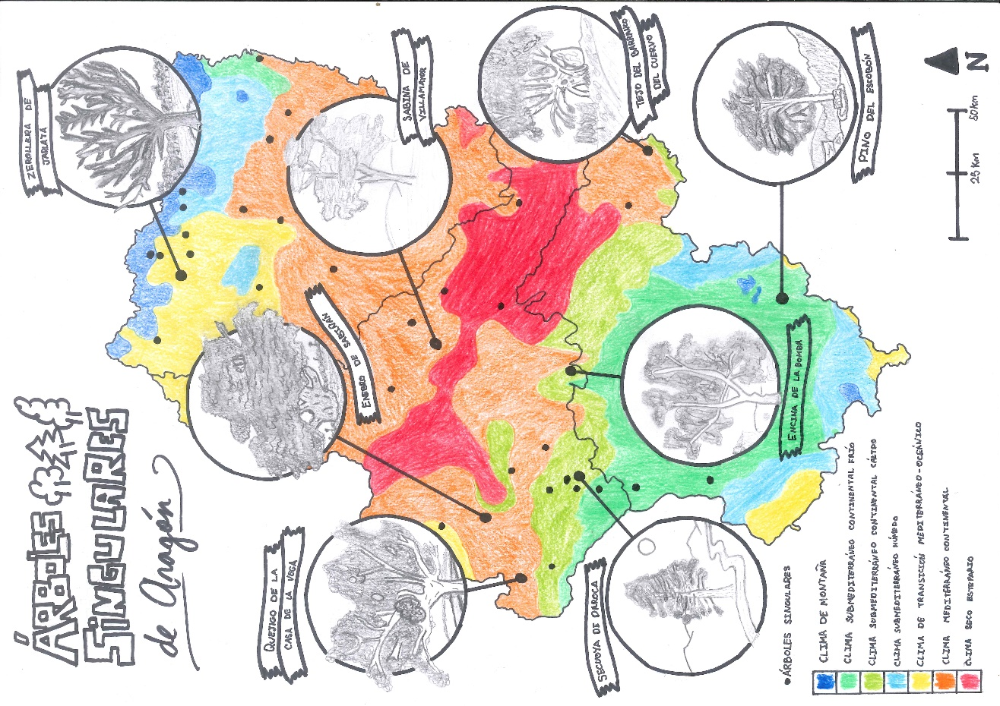 ÁRBOLES
SINGULARES
de Aragón
ZEROLLERA DE
JARLATA
SABINA DE
VILLAMAYOR
TEJO DEL BARRANCO
DEL CUERVO
PINO DEL ESCOBÓN
N
25 Km
50 km
ENEBRO DE SABIÑÁN
ENCINA DE LA BOMBA
QUEJIGO DE LA
CASA DE LA VEGA
SECUOYA DE DAROCA
ÁRBOLES SINGULARES
CLIMA DE MONTAÑA
CLIMA SUBMEDITERRÁNEO CONTINENTAL FRÍO
CLIMA SUBMEDITERRÁNEO CONTINENTAL CÁLIDO
CLIMA SUBMEDITERRÁNEO HÚMEDO
CLIMA DE TRANSICIÓN MEDITERRÁNEO-OCEÁNICO
CLIMA MEDITERRÁNEO CONTINENTAL
CLIMA SECO ESTEPARIO